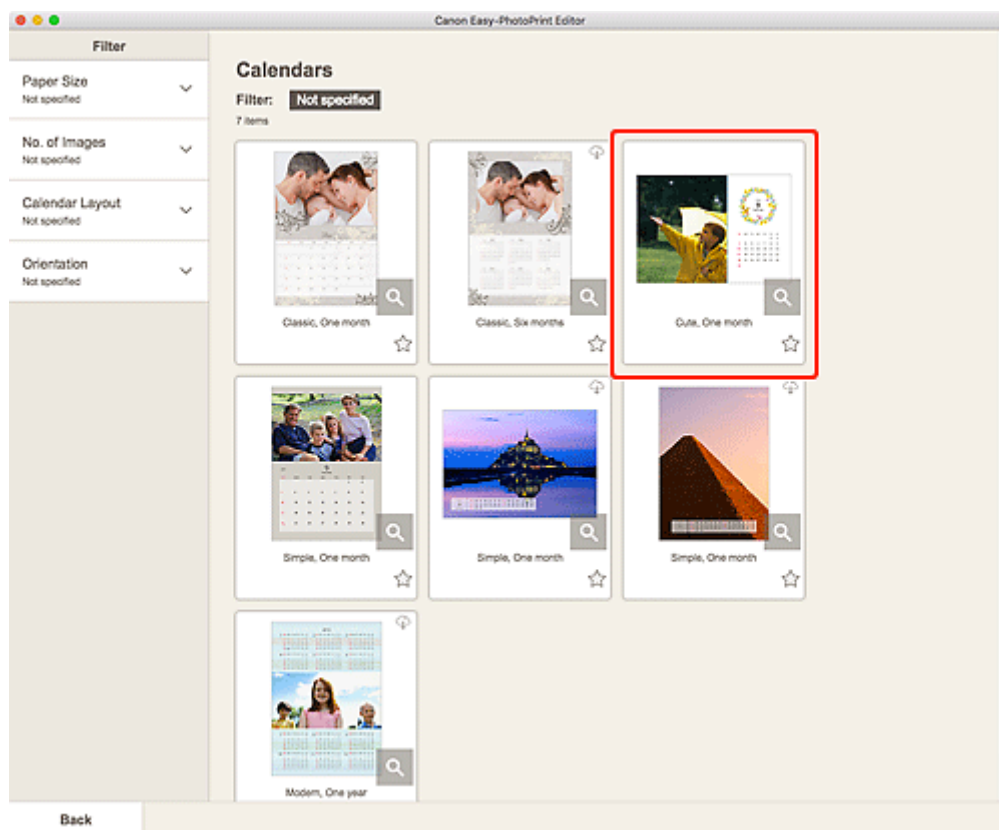 Canon Easy-PhotoPrint Editor
Filter
Paper Size
Not specified
No. of Images
Not specified
Calendar Layout
Not specified
Orientation
Not specified
Calendars
Filter: Not specified
7 items
Classic, One month
Classic, Six months
Cute, One month
Simple, One month
Simple, One month
Simple, One month
Modern, One year
Back